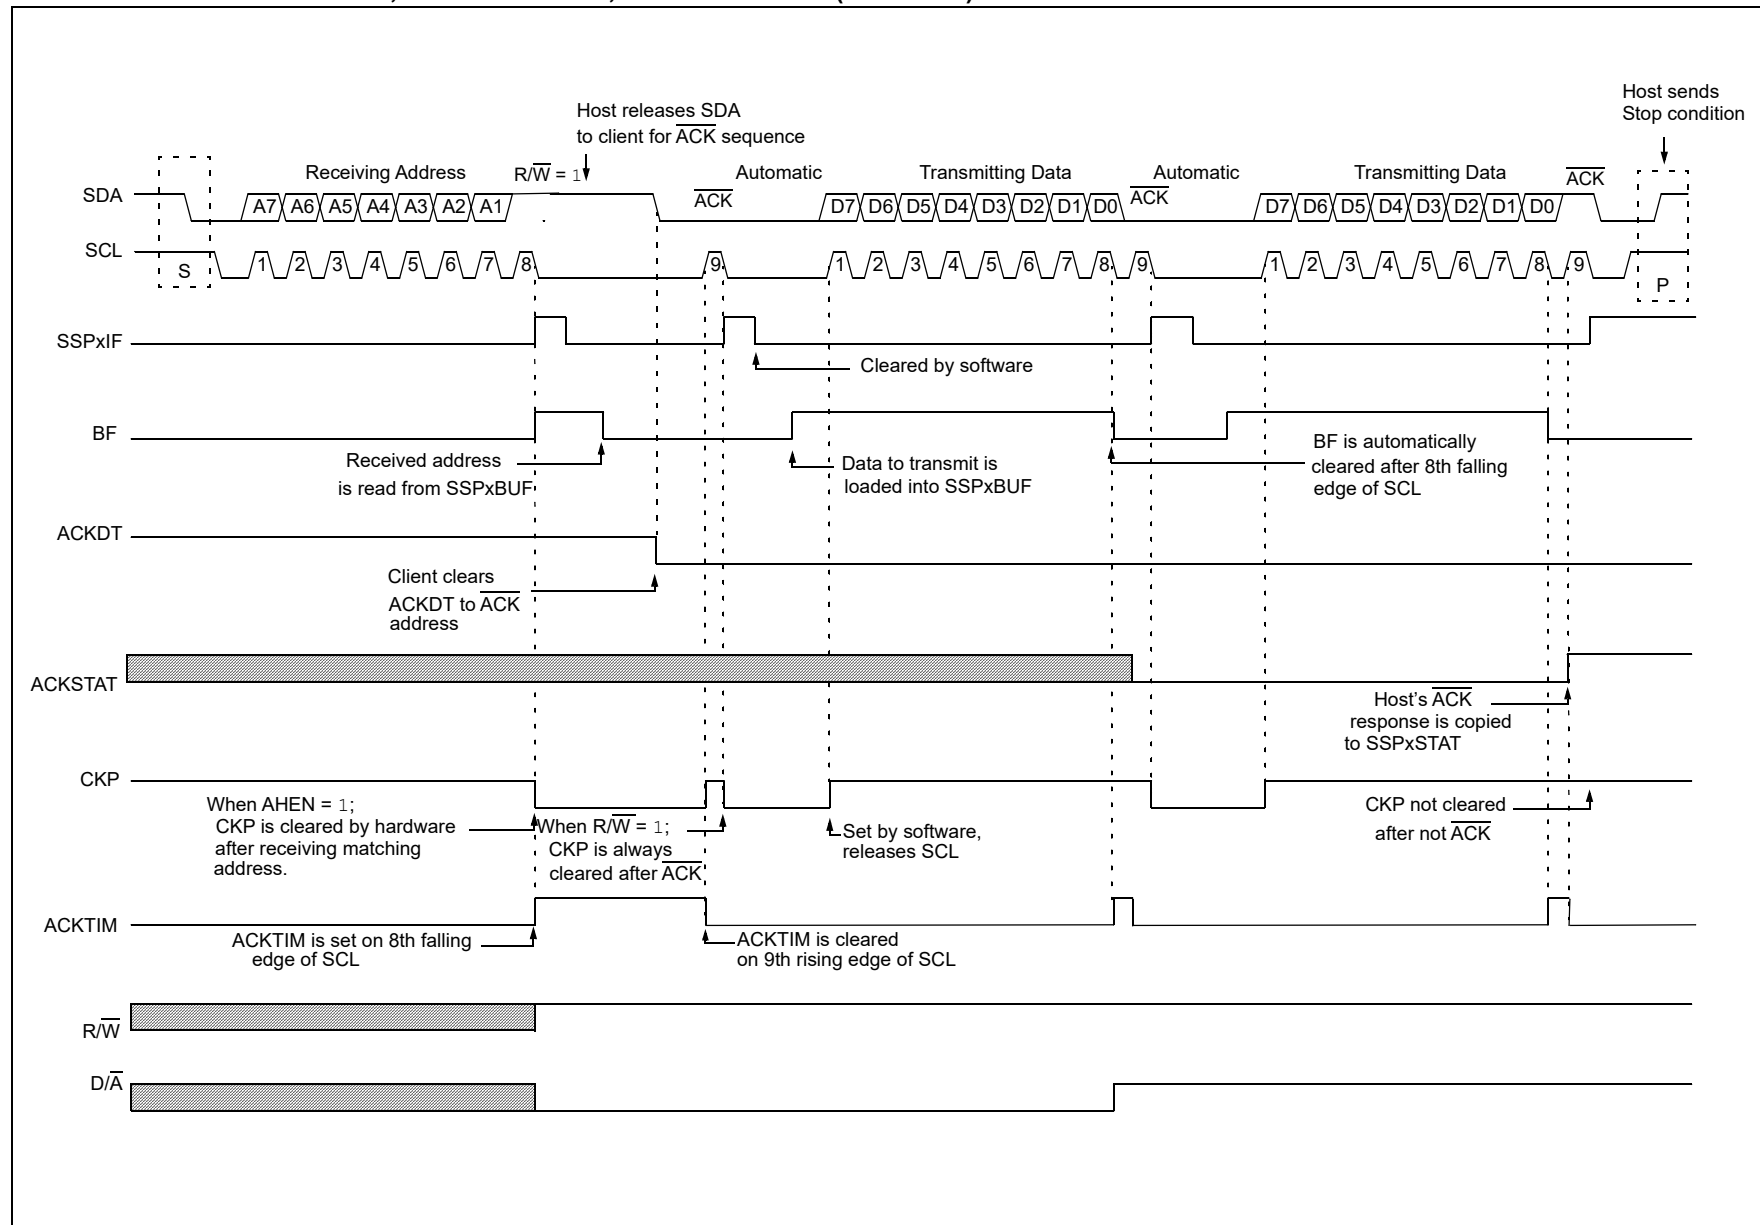 Host releases SDA
to client for ACK sequence
Host sends
Stop condition
Receiving Address
R/W = 1
Automatic
Transmitting Data
Automatic
Transmitting Data
ACK
SDA
A7 A6 A5 A4 A3 A2 A1
ACK
D7 D6 D5 D4 D3 D2 D1 D0
ACK
D7 D6 D5 D4 D3 D2 D1 D0
SCL
S
1 2 3 4 5 6 7 8 9
1 2 3 4 5 6 7 8 9
1 2 3 4 5 6 7 8 9
P
SSPxIF
Cleared by software
BF
Received address
is read from SSPxBUF
Data to transmit is
loaded into SSPxBUF
BF is automatically
cleared after 8th falling
edge of SCL
ACKDT
Client clears
ACKDT to ACK
address
ACKSTAT
Host's ACK
response is copied
to SSPxSTAT
CKP
When AHEN = 1;
CKP is cleared by hardware
after receiving matching
address.
When R/W = 1;
CKP is always
cleared after ACK
Set by software,
releases SCL
CKP not cleared
after not ACK
ACKTIM
ACKTIM is set on 8th falling
edge of SCL
ACKTIM is cleared
on 9th rising edge of SCL
R/W
D/A